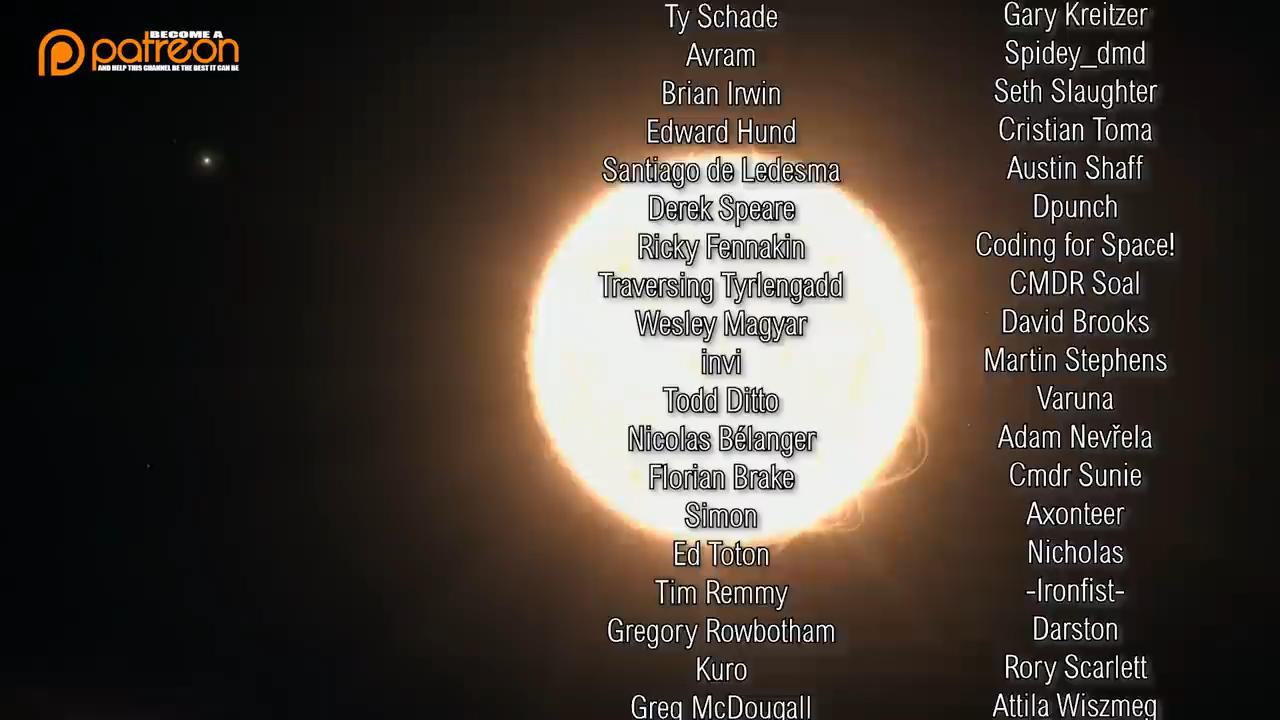 BECOME A
patreon
AND HELP THIS CHANNEL BE THE BEST IT CAN BE
Ty Schade
Avram
Brian Irwin
Edward Hund
Santiago de Ledesma
Derek Speare
Ricky Fennakin
Traversing Tyrlengadd
Wesley Magyar
invi
Todd Ditto
Nicolas Bélanger
Florian Brake
Simon
Ed Toton
Tim Remmy
Gregory Rowbotham
Kuro
Greg McDougall
Gary Kreitzer
Spidey_dmd
Seth Slaughter
Cristian Toma
Austin Shaff
Dpunch
Coding for Space!
CMDR Soal
David Brooks
Martin Stephens
Varuna
Adam Nevřela
Cmdr Sunie
Axonteer
Nicholas
-Ironfist-
Darston
Rory Scarlett
Attila Wiszmeg